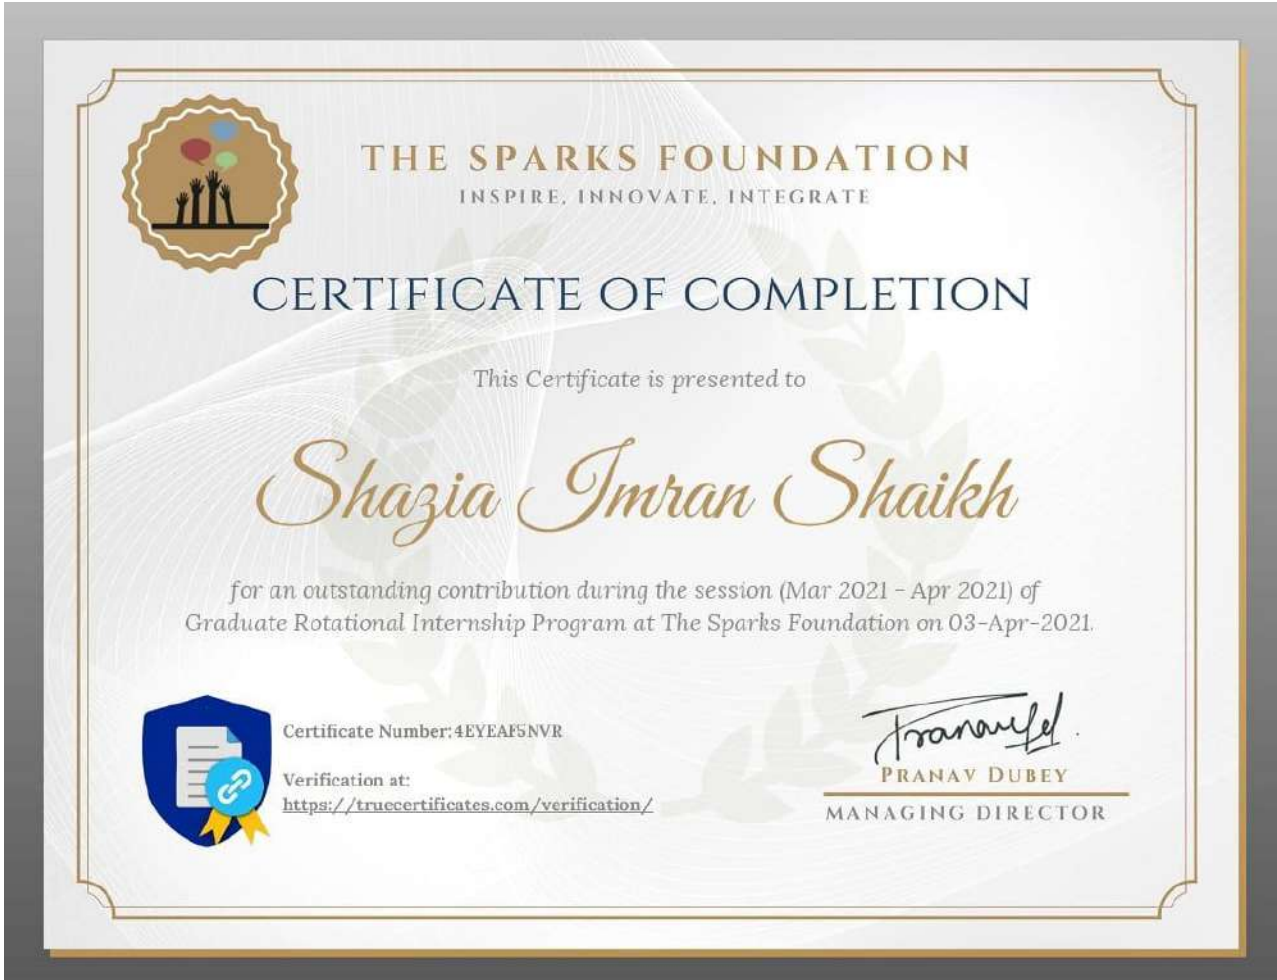 THE SPARKS FOUNDATION
INSPIRE, INNOVATE, INTEGRATE
CERTIFICATE OF COMPLETION
This Certificate is presented to
Shazia Imran Shaikh
for an outstanding contribution during the session (Mar 2021 - Apr 2021) of
Graduate Rotational Internship Program at The Sparks Foundation on 03-Apr-2021.
Certificate Number:4EYEAF5NVR
Verification at:
https://truecertificates.com/verification/
PRANAV DUBEY
MANAGING DIRECTOR